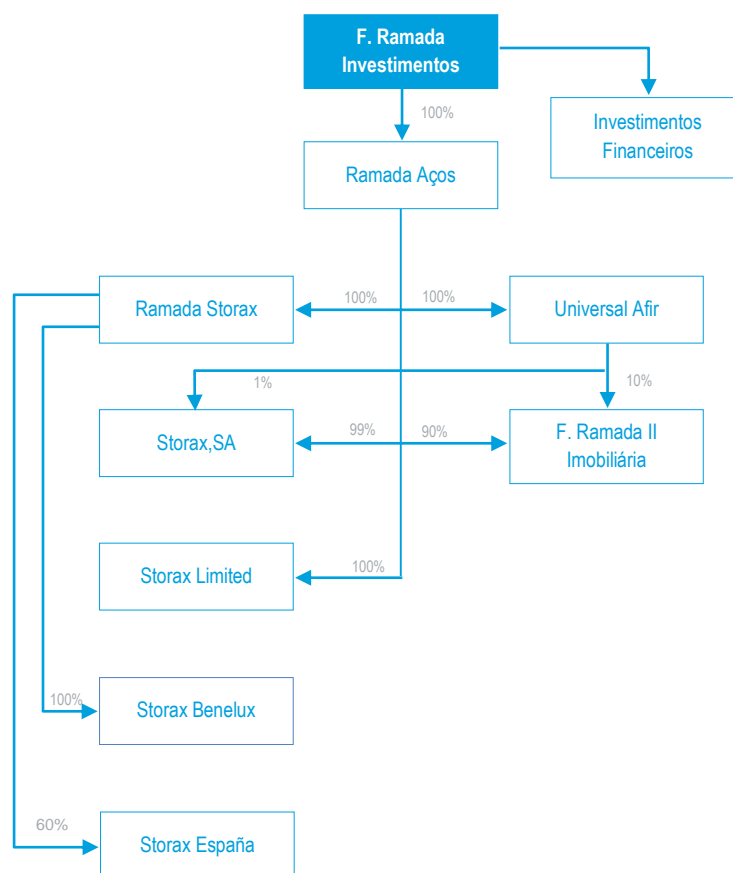 F. Ramada
Investimentos
100%
Investimentos
Financeiros
Ramada Aços
Ramada Storax
100%
100%
Universal Afir
1%
10%
Storax,SA
99%
90%
F. Ramada II
Imobiliária
Storax Limited
100%
100%
Storax Benelux
60%
Storax España